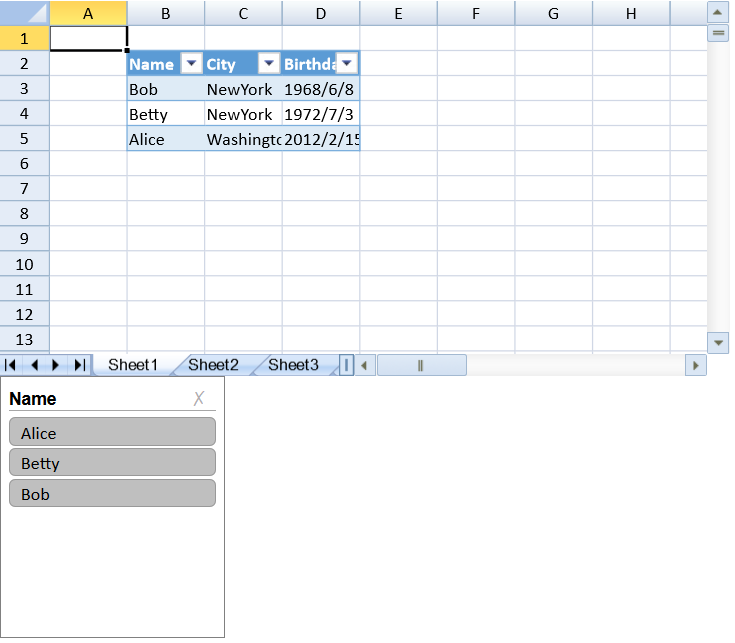 A B C D E F G H
1
2 Name City Birthda
3 Bob NewYork 1968/6/8
4 Betty NewYork 1972/7/3
5 Alice Washingtc 2012/2/15
6
7
8
9
10
11
12
13
Sheet1 Sheet2 Sheet3
Name X
Alice
Betty
Bob